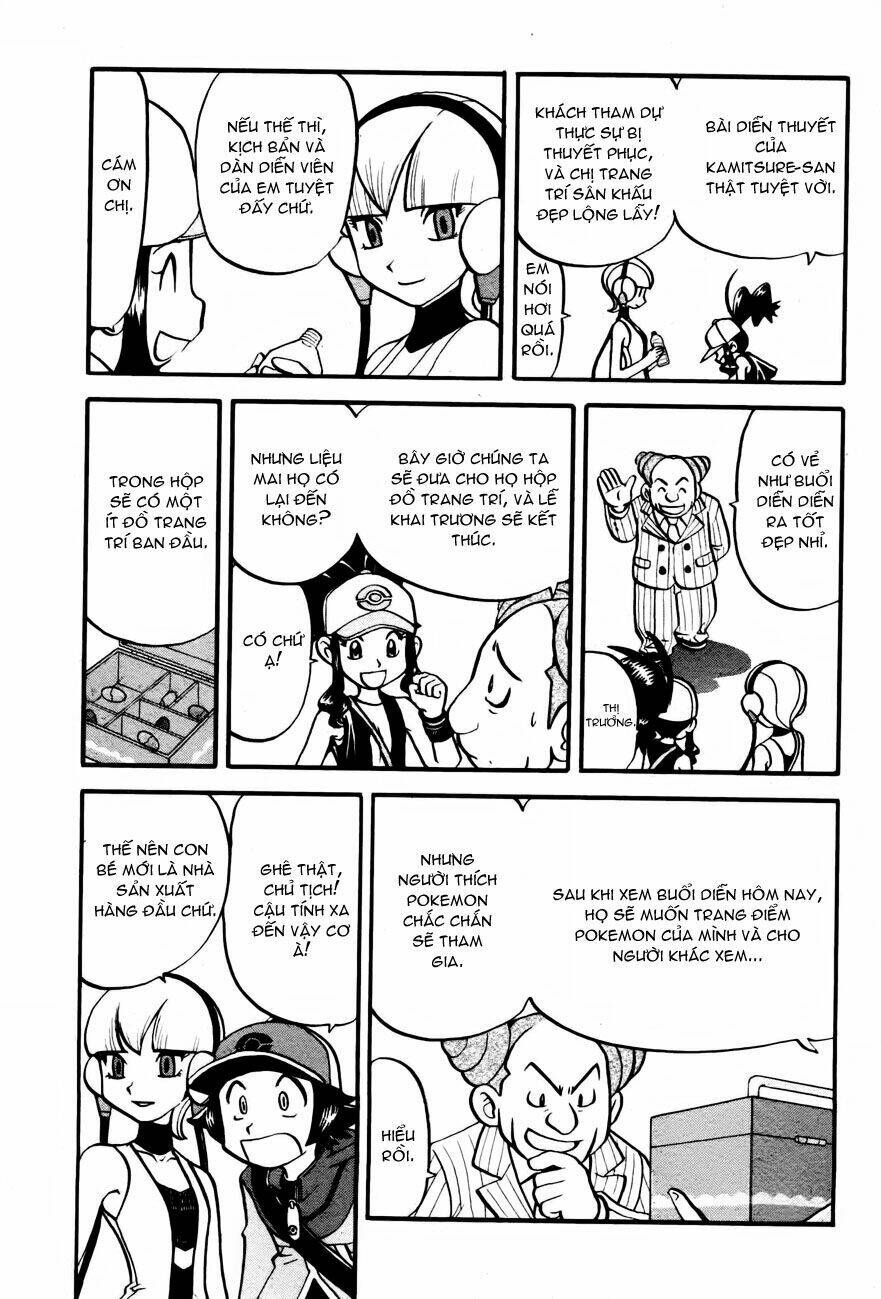 BÀI DIỄN THUYẾT
CỦA
KAMITSURE-SAN
THẬT TUYỆT VỜI.
KHÁCH THAM DỰ
THỰC SỰ BỊ
THUYẾT PHỤC,
VÀ CHỊ TRANG
TRÍ SÂN KHẤU
ĐẸP LỘNG LẪY!
EM
NÓI
HƠI
QUÁ
RỒI.
NẾU THẾ THÌ,
KỊCH BẢN VÀ
DÀN DIỄN VIÊN
CỦA EM TUYỆT
ĐẤY CHỨ.
CÁM
ƠN
CHỊ.
CÓ VẺ
NHƯ BUỔI
DIỄN DIỄN
RA TỐT
ĐẸP NHỈ.
THỊ
TRƯỞNG.
BÂY GIỜ CHÚNG TA
SẼ ĐƯA CHO HỌ HỘP
ĐỒ TRANG TRÍ, VÀ LỄ
KHAI TRƯƠNG SẼ KẾT
THÚC.
NHƯNG LIỆU
MAI HỌ CÓ
LẠI ĐẾN
KHÔNG?
CÓ CHỨ
Ạ!
TRONG HỘP
SẼ CÓ MỘT
ÍT ĐỒ TRANG
TRÍ BAN ĐẦU.
SAU KHI XEM BUỔI DIỄN HÔM NAY,
HỌ SẼ MUỐN TRANG ĐIỂM
POKEMON CỦA MÌNH VÀ CHO
NGƯỜI KHÁC XEM...
NHƯNG
NGƯỜI THÍCH
POKEMON
CHẮC CHẮN
SẼ THAM
GIA.
HIỂU
RỒI.
GHÊ THẬT,
CHỦ TỊCH!
CẬU TÍNH XA
ĐẾN VẬY CƠ
À!
THẾ NÊN CON
BÉ MỚI LÀ NHÀ
SẢN XUẤT
HÀNG ĐẦU CHỨ.